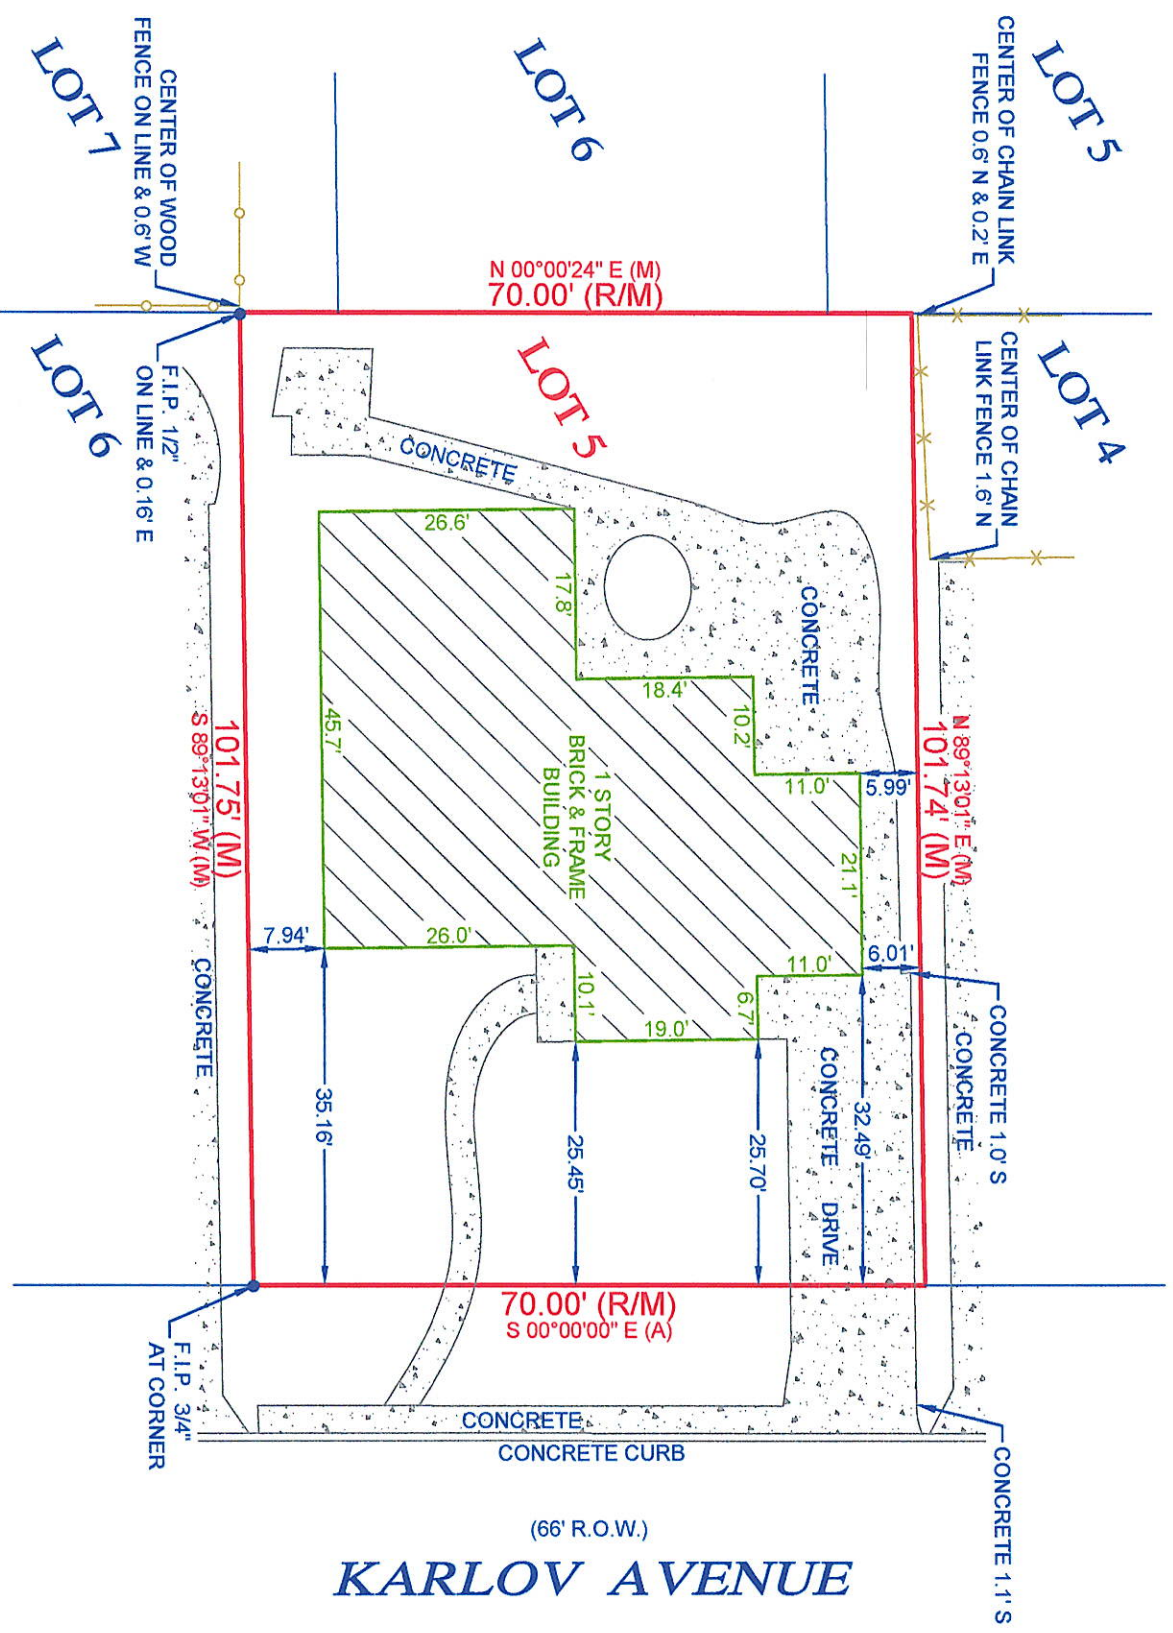 LOT 5
CENTER OF CHAIN LINK
FENCE 0.6' N & 0.2' E
LOT 6
CENTER OF WOOD
FENCE ON LINE & 0.6' W
LOT 7
N 00°00'24" E (M)
70.00' (R/M)
LOT 4
CENTER OF CHAIN
LINK FENCE 1.6' N
LOT 5
LOT 6
F.I.P. 1/2"
ON LINE & 0.16' E
CONCRETE
26.6'
17.8'
CONCRETE
18.4'
10.2'
11.0'
5.99'
N 89°13'01" E (M)
101.74' (M)
45.7'
1 STORY
BRICK & FRAME
BUILDING
21.1'
101.75' (M)
S 89°13'01" W (M)
7.94'
26.0'
10.1'
19.0'
6.7'
11.0'
6.01'
CONCRETE 1.0' S
CONCRETE
CONCRETE
35.16'
25.45'
25.70'
32.49'
CONCRETE DRIVE
70.00' (R/M)
S 00°00'00" E (A)
F.I.P. 3/4"
AT CORNER
CONCRETE
CONCRETE CURB
CONCRETE 1.1' S
(66' R.O.W.)
KARLOV AVENUE